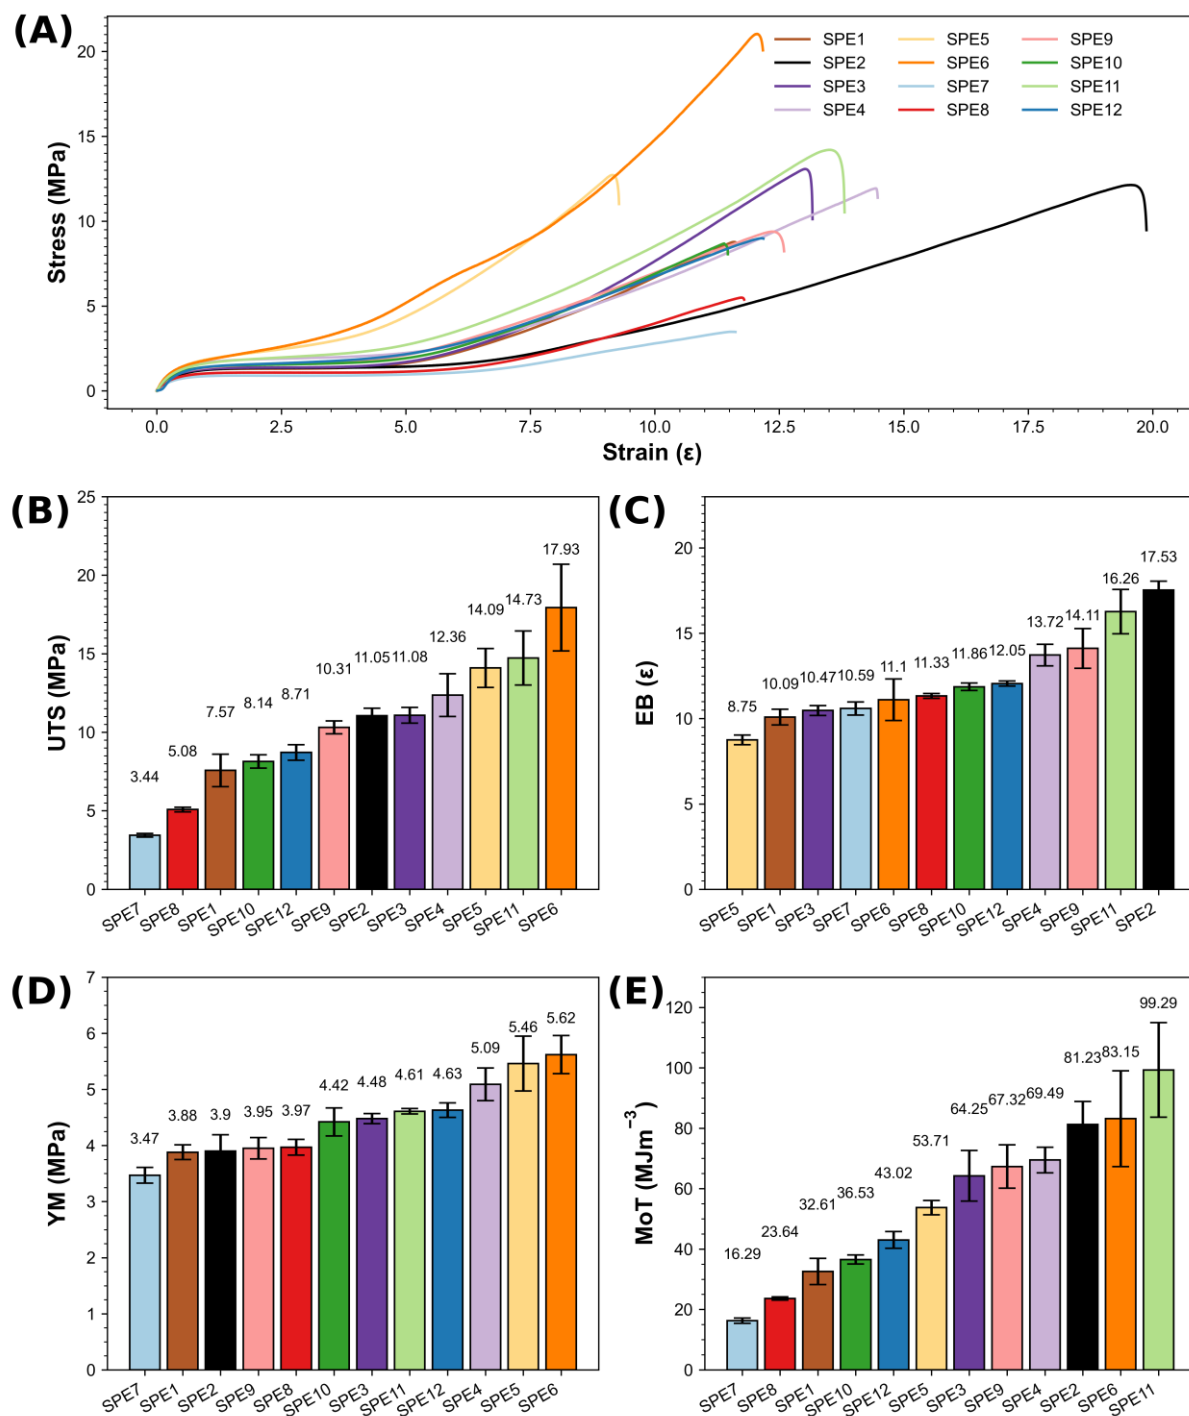 (A)
Stress (MPa)
20
15
10
5
0
SPE1 SPE5 SPE9
SPE2 SPE6 SPE10
SPE3 SPE7 SPE11
SPE4 SPE8 SPE12
0.0 2.5 5.0 7.5 10.0 12.5 15.0 17.5 20.0
Strain (ε)
(B)
UTS (MPa)
25
20
15
10
5
0
3.44 5.08 7.57 8.14 8.71 10.31 11.05 11.08 12.36 14.09 14.73 17.93
SPE7 SPE8 SPE1 SPE10 SPE12 SPE9 SPE2 SPE3 SPE4 SPE5 SPE11 SPE6
(C)
EB (ε)
20
15
10
5
0
8.75 10.09 10.47 10.59 11.1 11.33 11.86 12.05 13.72 14.11 16.26 17.53
SPE5 SPE1 SPE3 SPE7 SPE6 SPE8 SPE10 SPE12 SPE4 SPE9 SPE11 SPE2
(D)
YM (MPa)
7
6
5
4
3
2
1
0
3.47 3.88 3.9 3.95 3.97 4.42 4.48 4.61 4.63 5.09 5.46 5.62
SPE7 SPE1 SPE2 SPE9 SPE8 SPE10 SPE3 SPE11 SPE12 SPE4 SPE5 SPE6
(E)
MoT (MJm⁻³)
120
100
80
60
40
20
0
16.29 23.64 32.61 36.53 43.02 53.71 64.25 67.32 69.49 81.23 83.15 99.29
SPE7 SPE8 SPE1 SPE10 SPE12 SPE5 SPE3 SPE9 SPE4 SPE2 SPE6 SPE11